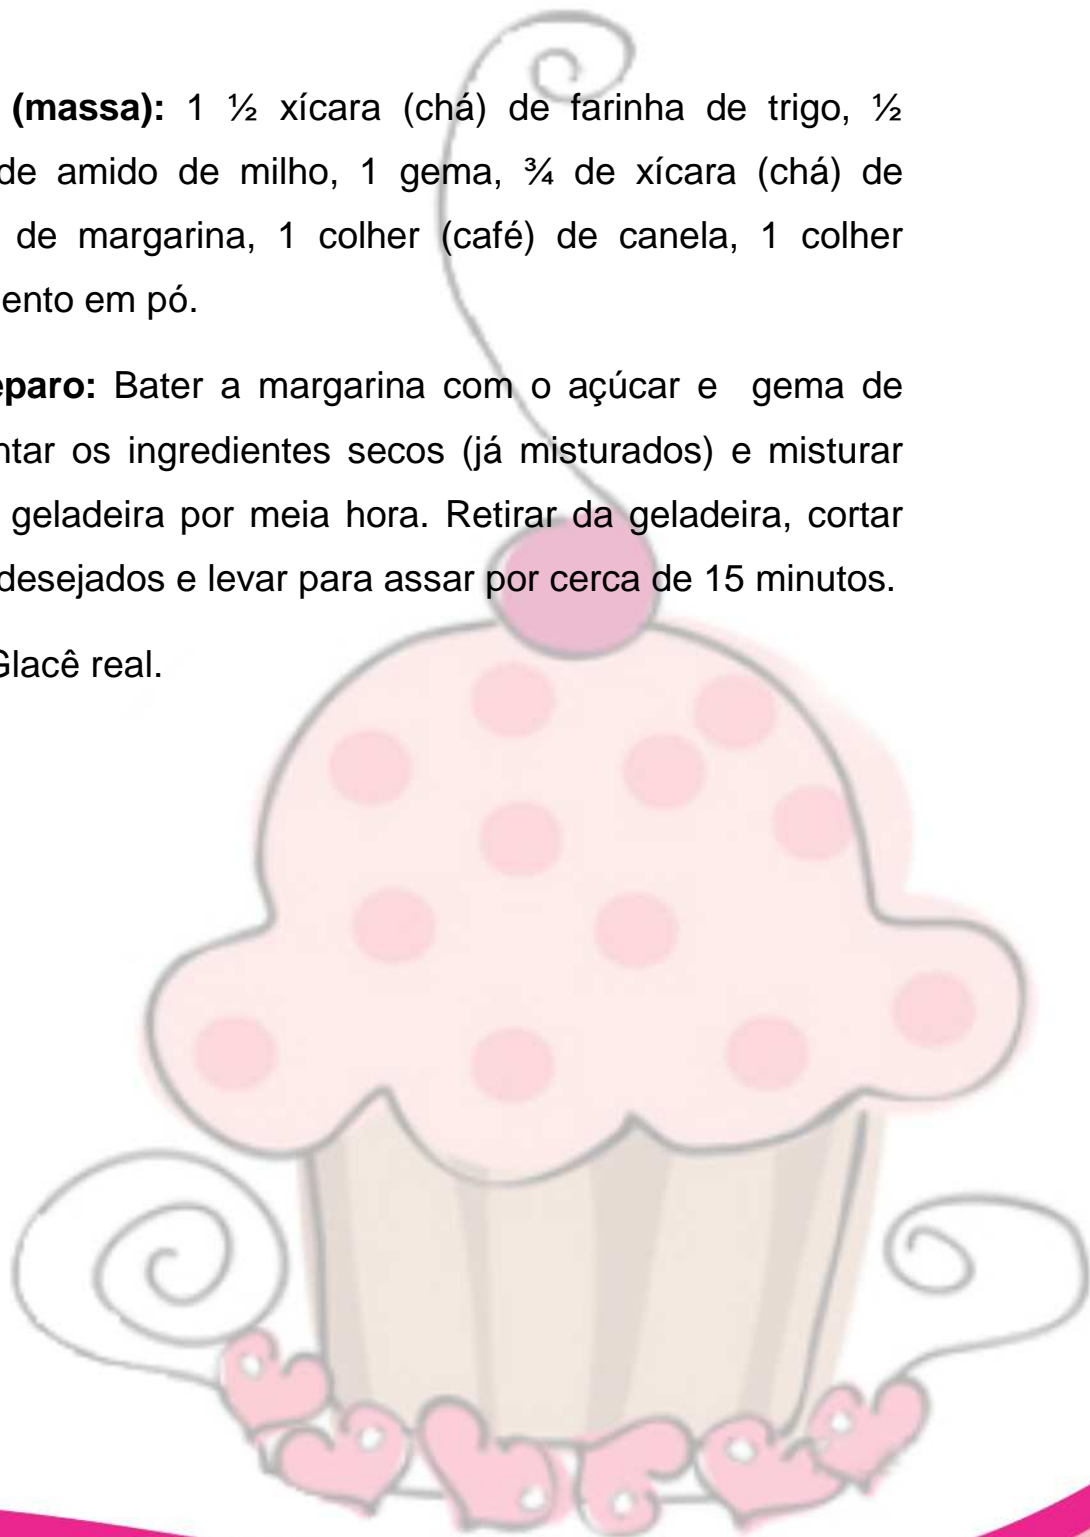 (massa): 1 ½ xícara (chá) de farinha de trigo, ½
de amido de milho, 1 gema, ¾ de xícara (chá) de
de margarina, 1 colher (café) de canela, 1 colher
ento em pó.
eparo: Bater a margarina com o açúcar e gema de
ntar os ingredientes secos (já misturados) e misturar
geladeira por meia hora. Retirar da geladeira, cortar
desejados e levar para assar por cerca de 15 minutos.
Glacê real.